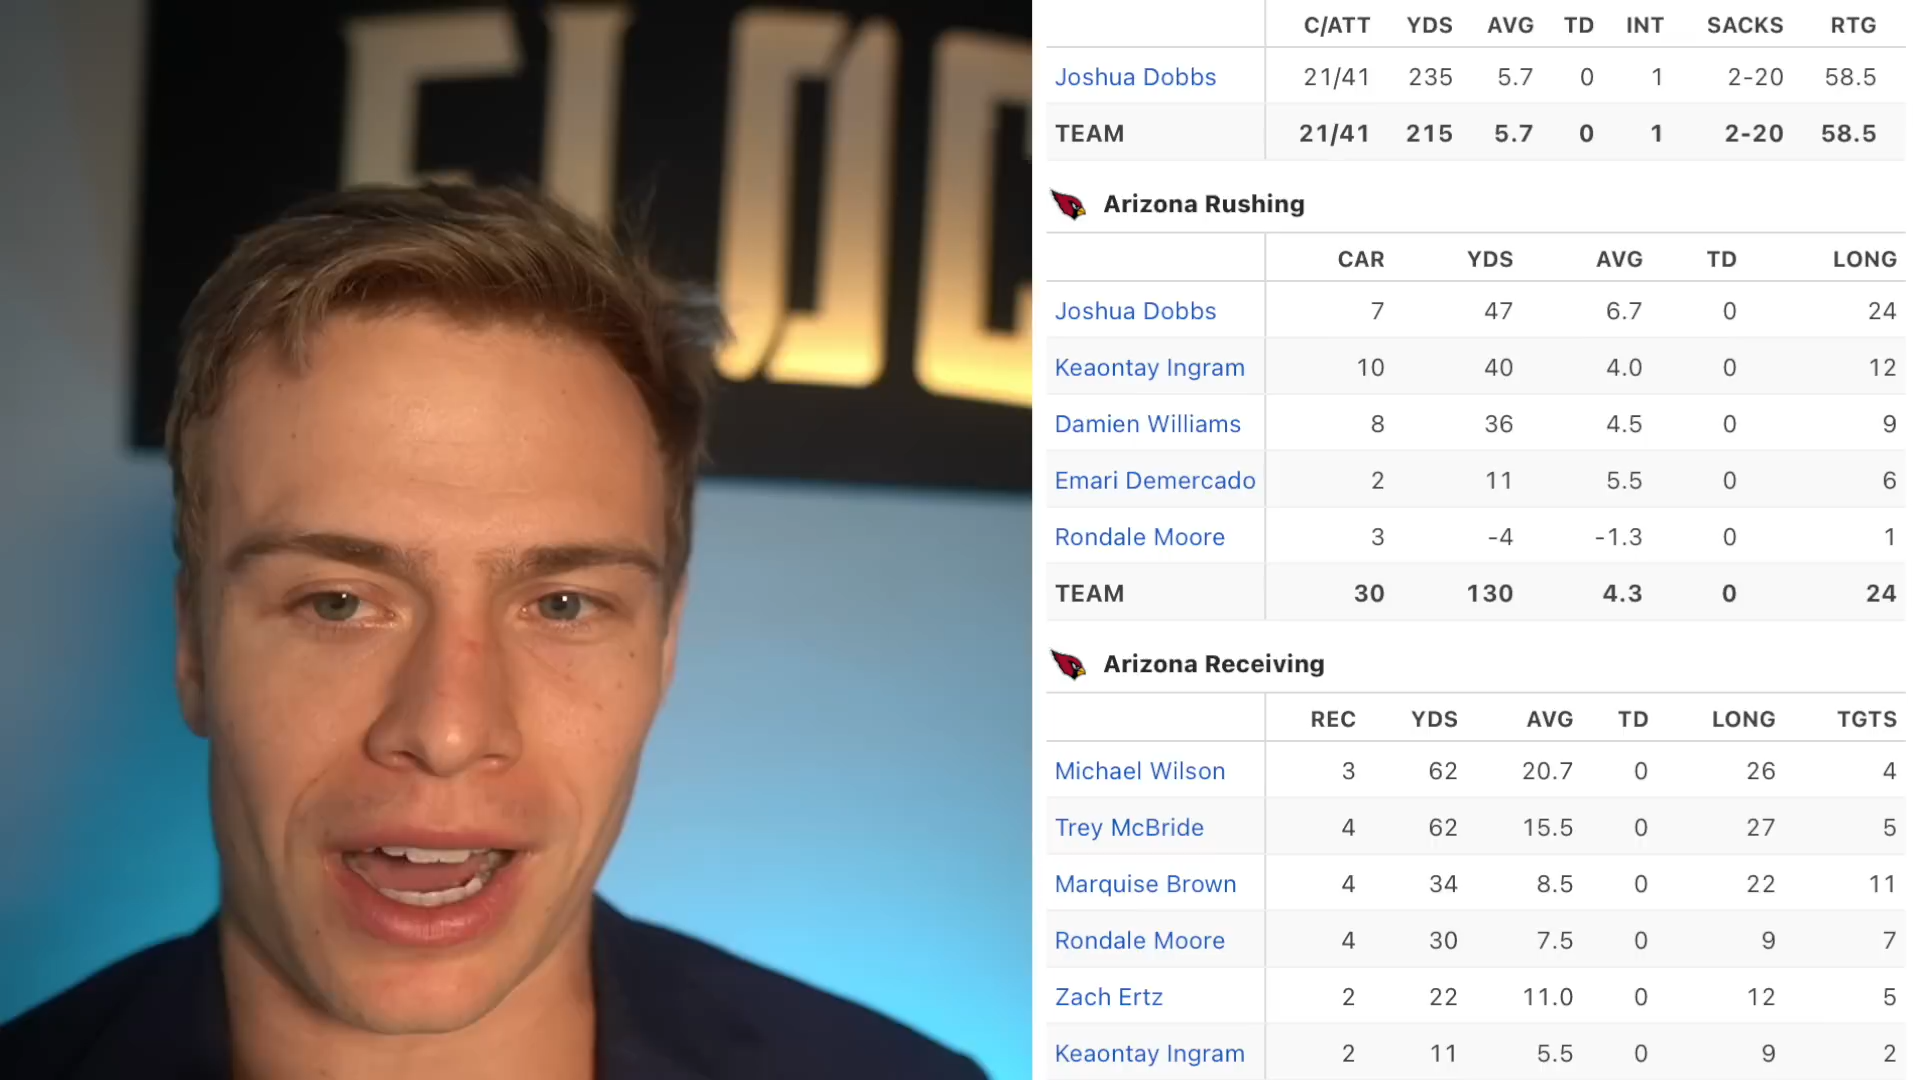 FLOC
C/ATT YDS AVG TD INT SACKS RTG
Joshua Dobbs 21/41 235 5.7 0 1 2-20 58.5
TEAM 21/41 215 5.7 0 1 2-20 58.5
Arizona Rushing
CAR YDS AVG TD LONG
Joshua Dobbs 7 47 6.7 0 24
Keaontay Ingram 10 40 4.0 0 12
Damien Williams 8 36 4.5 0 9
Emari Demercado 2 11 5.5 0 6
Rondale Moore 3 -4 -1.3 0 1
TEAM 30 130 4.3 0 24
Arizona Receiving
REC YDS AVG TD LONG TGTS
Michael Wilson 3 62 20.7 0 26 4
Trey McBride 4 62 15.5 0 27 5
Marquise Brown 4 34 8.5 0 22 11
Rondale Moore 4 30 7.5 0 9 7
Zach Ertz 2 22 11.0 0 12 5
Keaontay Ingram 2 11 5.5 0 9 2